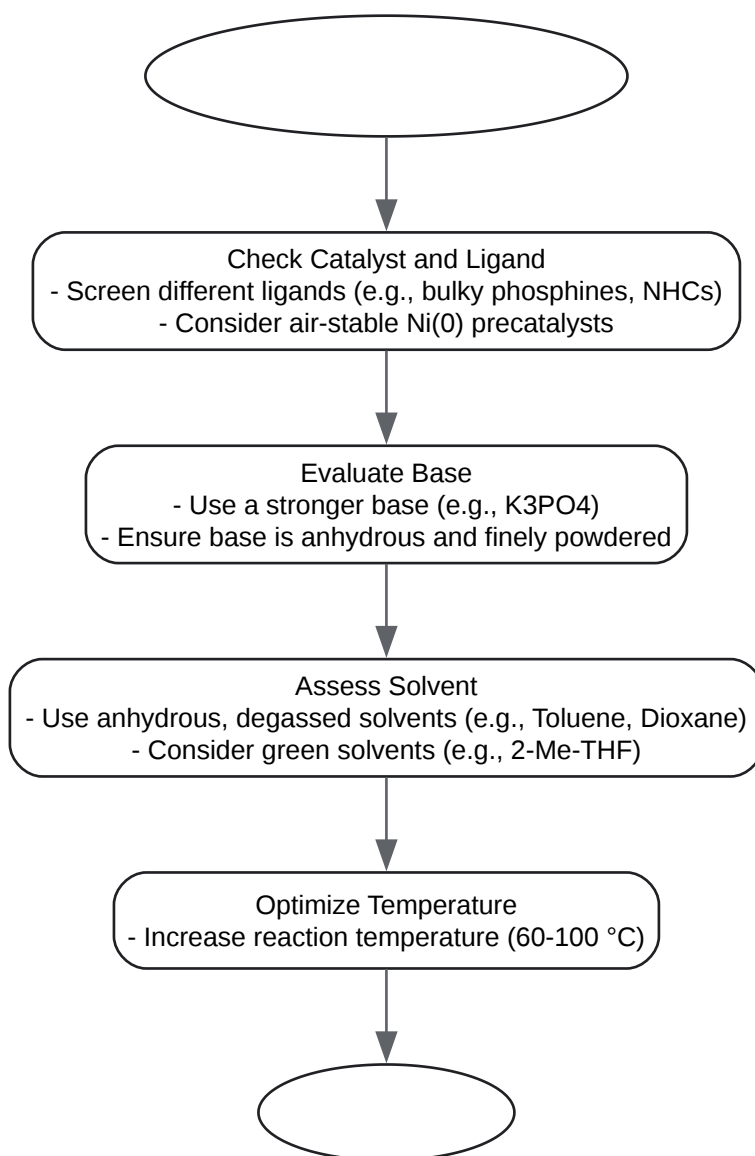 Check Catalyst and Ligand
- Screen different ligands (e.g., bulky phosphines, NHCs)
- Consider air-stable Ni(0) precatalysts
Evaluate Base
- Use a stronger base (e.g., K3PO4)
- Ensure base is anhydrous and finely powdered
Assess Solvent
- Use anhydrous, degassed solvents (e.g., Toluene, Dioxane)
- Consider green solvents (e.g., 2-Me-THF)
Optimize Temperature
- Increase reaction temperature (60-100 °C)